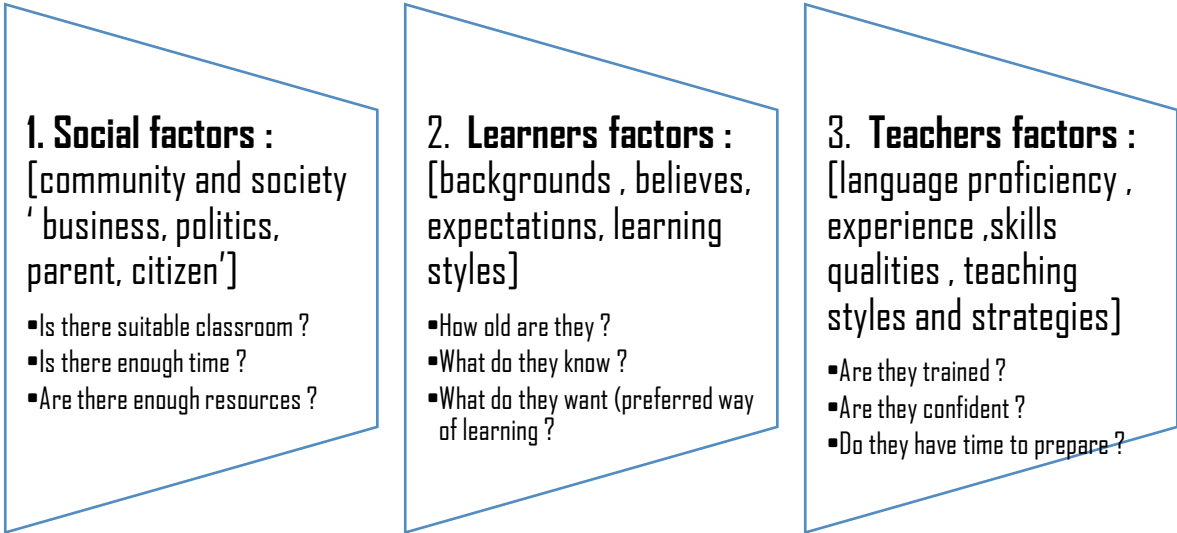 1. Social factors :
[community and society
‘ business, politics,
parent, citizen’]
▪Is there suitable classroom ?
▪Is there enough time ?
▪Are there enough resources ?
2. Learners factors :
[backgrounds , believes,
expectations, learning
styles]
▪How old are they ?
▪What do they know ?
▪What do they want (preferred way
of learning ?
3. Teachers factors :
[language proficiency ,
experience ,skills
qualities , teaching
styles and strategies]
▪Are they trained ?
▪Are they confident ?
▪Do they have time to prepare ?